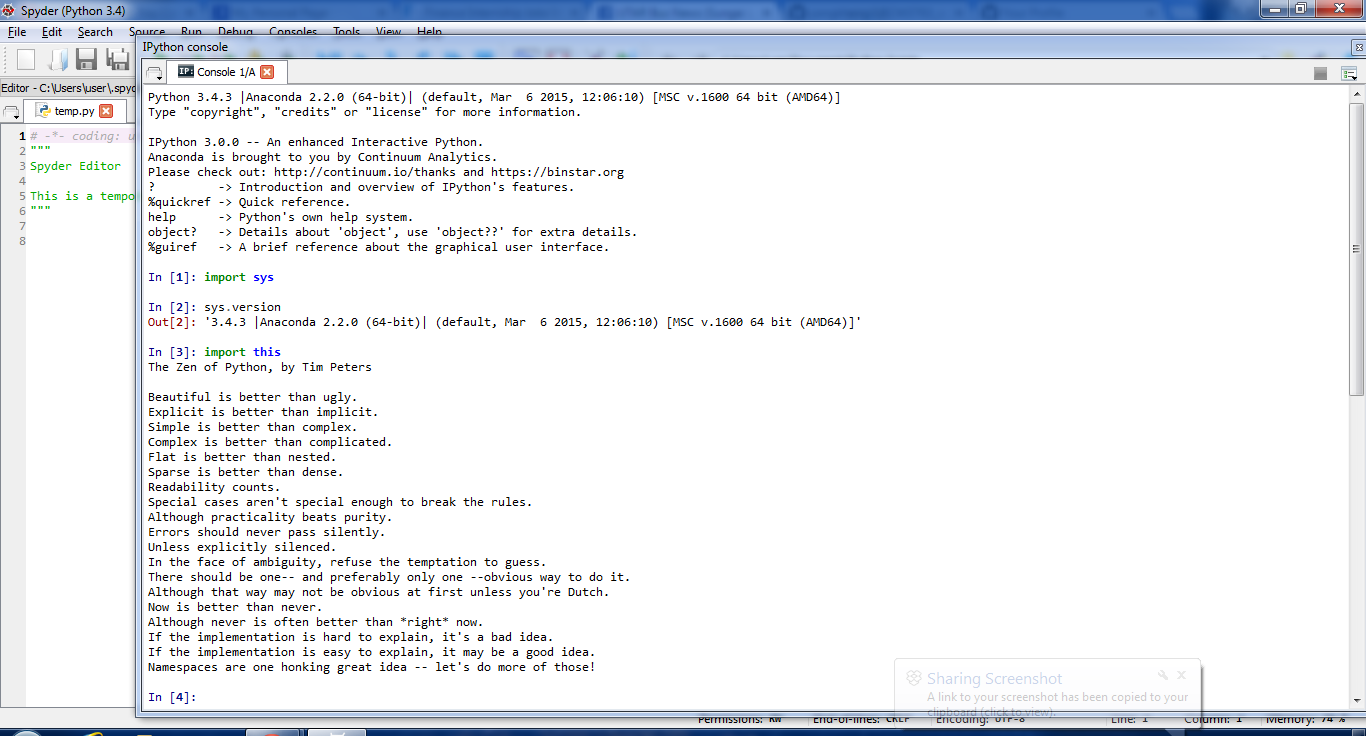 Spyder (Python 3.4)
File Edit Search Source Run Debug Consoles Tools View Help
IPython console
Console 1/A
Editor - C:\Users\user\.spyd
temp.py
1 # -*- coding: u
2 """
3 Spyder Editor
4
5 This is a tempo
6 """
7
8
Python 3.4.3 |Anaconda 2.2.0 (64-bit)| (default, Mar  6 2015, 12:06:10) [MSC v.1600 64 bit (AMD64)]
Type "copyright", "credits" or "license" for more information.
IPython 3.0.0 -- An enhanced Interactive Python.
Anaconda is brought to you by Continuum Analytics.
Please check out: http://continuum.io/thanks and https://binstar.org
?         -> Introduction and overview of IPython's features.
%quickref -> Quick reference.
help      -> Python's own help system.
object?   -> Details about 'object', use 'object??' for extra details.
%guiref   -> A brief reference about the graphical user interface.
In [1]: import sys
In [2]: sys.version
Out[2]: '3.4.3 |Anaconda 2.2.0 (64-bit)| (default, Mar  6 2015, 12:06:10) [MSC v.1600 64 bit (AMD64)]'
In [3]: import this
The Zen of Python, by Tim Peters
Beautiful is better than ugly.
Explicit is better than implicit.
Simple is better than complex.
Complex is better than complicated.
Flat is better than nested.
Sparse is better than dense.
Readability counts.
Special cases aren't special enough to break the rules.
Although practicality beats purity.
Errors should never pass silently.
Unless explicitly silenced.
In the face of ambiguity, refuse the temptation to guess.
There should be one-- and preferably only one --obvious way to do it.
Although that way may not be obvious at first unless you're Dutch.
Now is better than never.
Although never is often better than *right* now.
If the implementation is hard to explain, it's a bad idea.
If the implementation is easy to explain, it may be a good idea.
Namespaces are one honking great idea -- let's do more of those!
In [4]:
Sharing Screenshot
A link to your screenshot has been copied to your
clipboard (click to view).
Permissions: RW End-of-lines: CRLF Encoding: UTF-8 Line: 1 Column: 1 Memory: 74 %